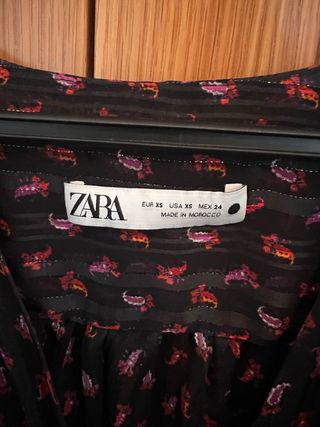 ZARA
EUR XS USA XS MEX 24
MADE IN MOROCCO